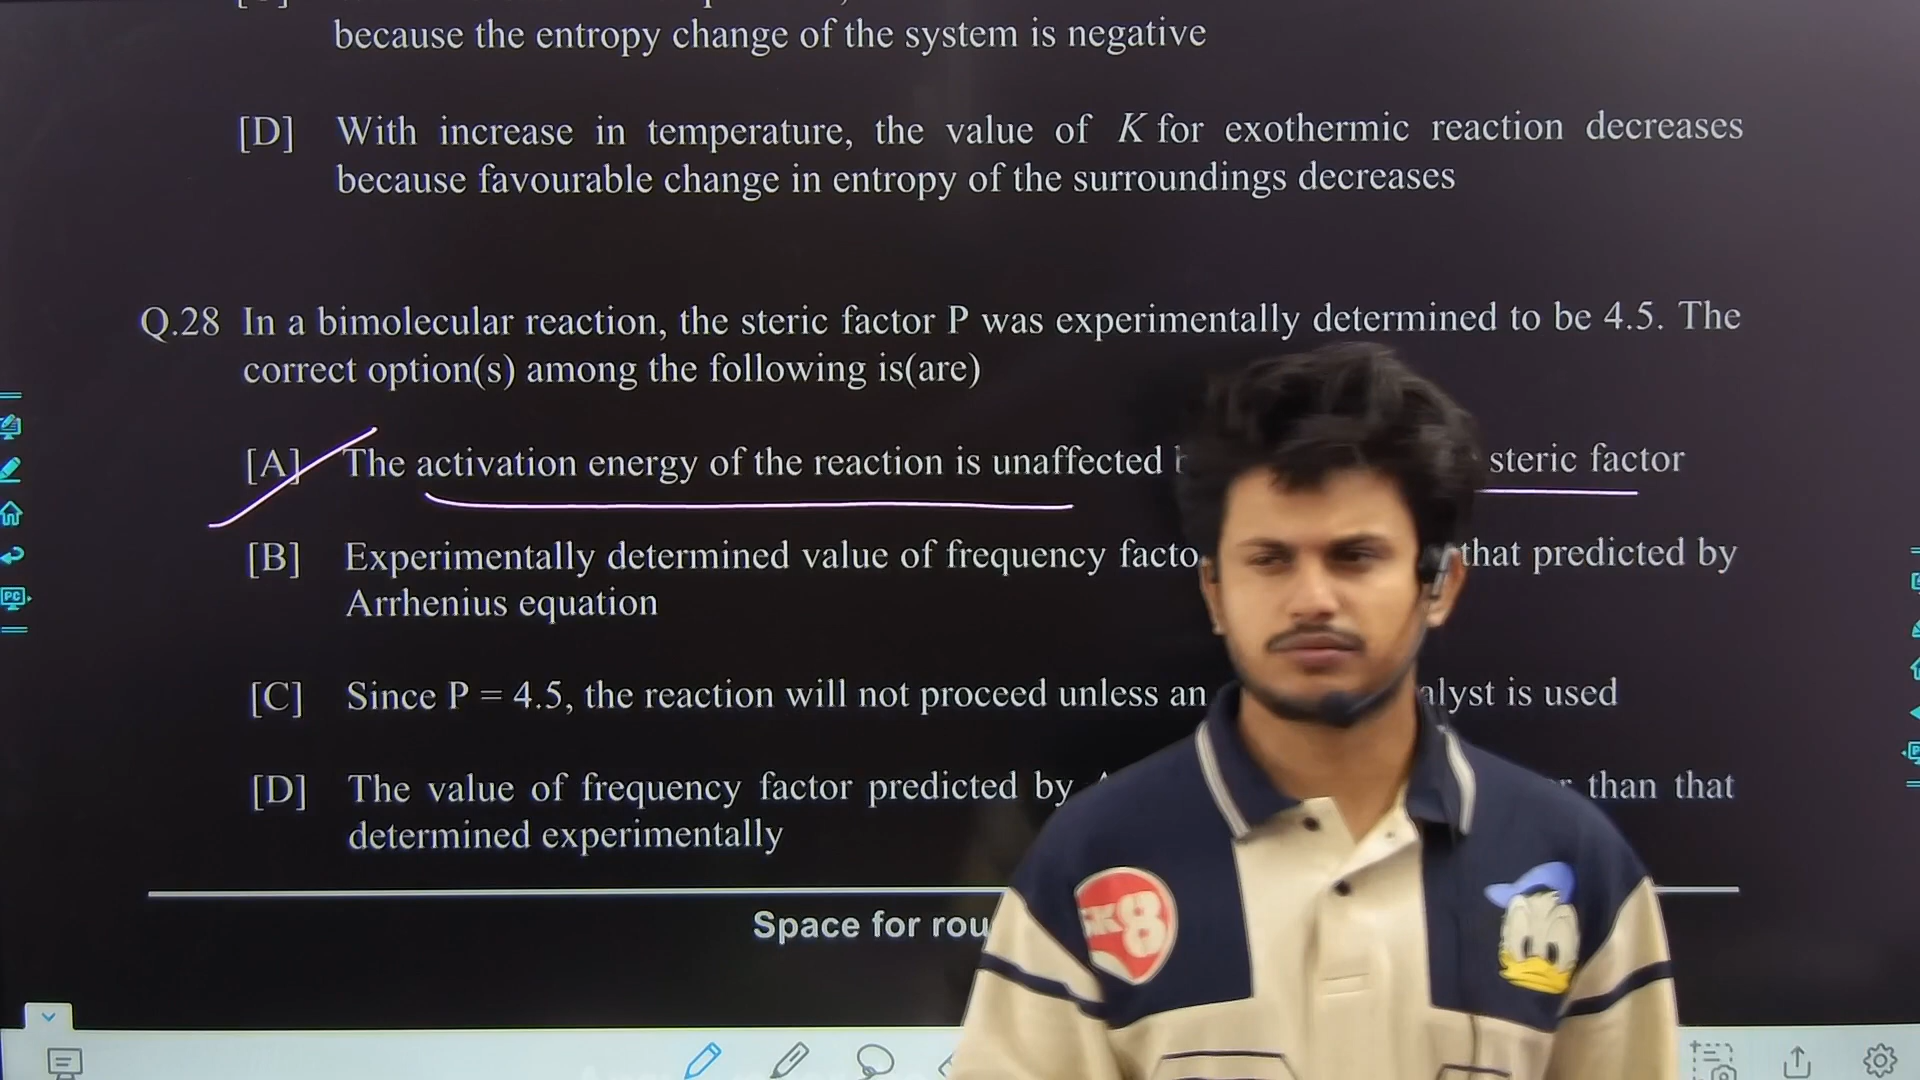 because the entropy change of the system is negative
[D] With increase in temperature, the value of K for exothermic reaction decreases
because favourable change in entropy of the surroundings decreases
Q.28 In a bimolecular reaction, the steric factor P was experimentally determined to be 4.5. The
correct option(s) among the following is(are)
[A] The activation energy of the reaction is unaffected steric factor
[B] Experimentally determined value of frequency that predicted by
Arrhenius equation
[C] Since P = 4.5, the reaction will not proceed unless an is used
[D] The value of frequency factor predicted by than that
determined experimentally
Space for
8
PC